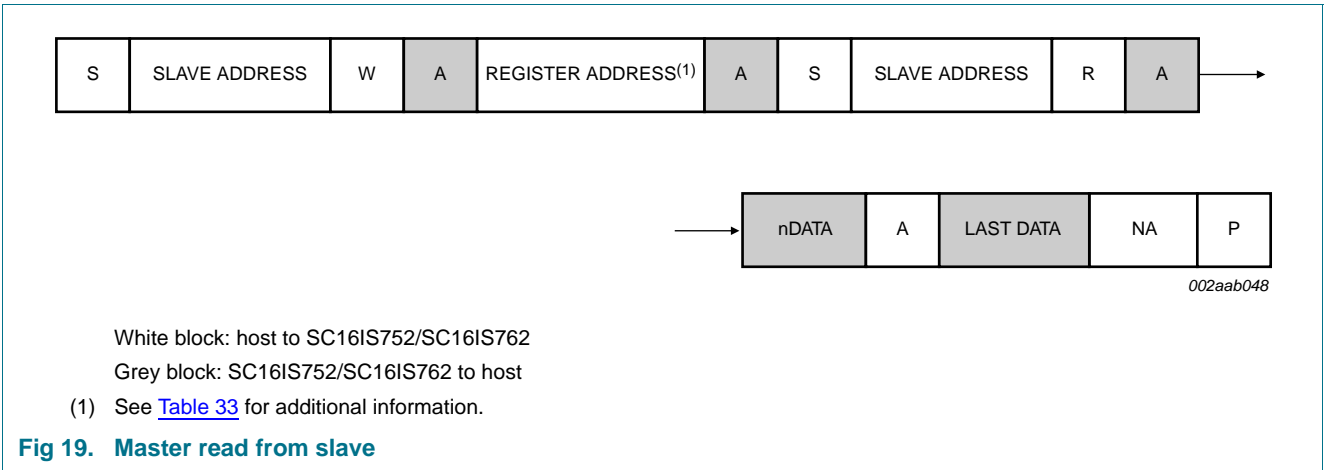 S SLAVE ADDRESS W A REGISTER ADDRESS(1) A S SLAVE ADDRESS R A
nDATA A LAST DATA NA P
002aab048
White block: host to SC16IS752/SC16IS762
Grey block: SC16IS752/SC16IS762 to host
(1) See Table 33 for additional information.
Fig 19. Master read from slave